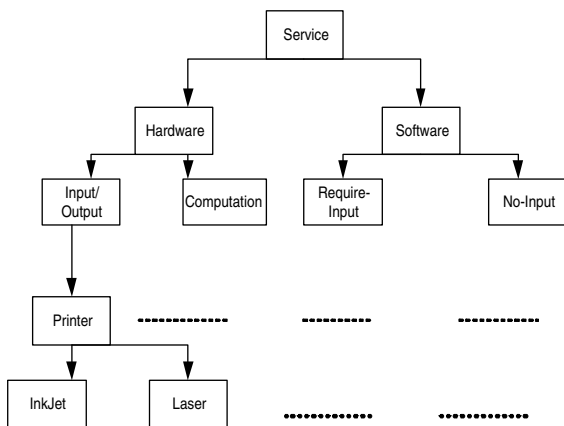 Service
Hardware
Software
Input/
Output
Computation
Require-
Input
No-Input
Printer
InkJet
Laser